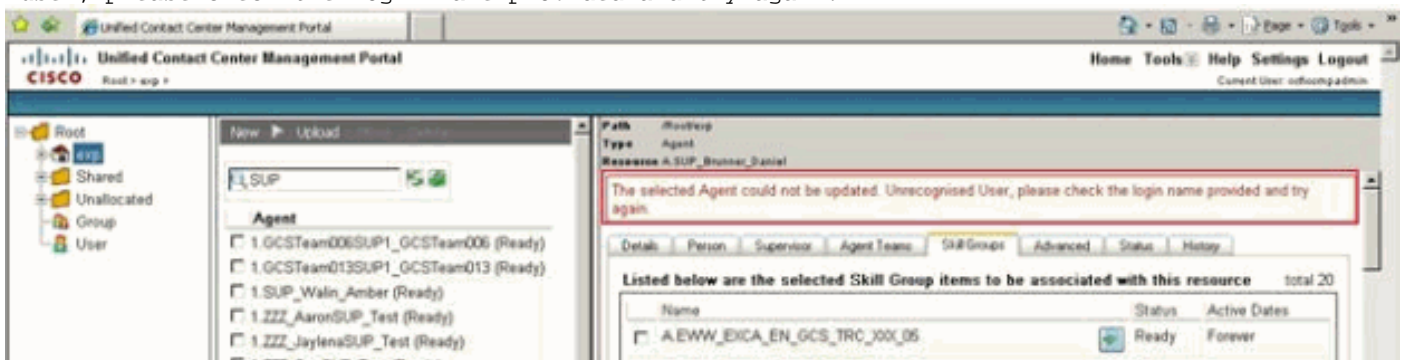 Unified Contact Center Management Portal
Page
Tools
CISCO
Unified Contact Center Management Portal
Root > exp >
Home Tools Help Settings Logout
Current User:
Root
exp
Shared
Unallocated
Group
User
New Upload
SUP
Agent
1.GCSTeam006SUP1_GCSTeam006 (Ready)
1.GCSTeam013SUP1_GCSTeam013 (Ready)
1.SUP_Walin_Amber (Ready)
1.ZZZ_AaronSUP_Test (Ready)
1.ZZZ_JaylenaSUP_Test (Ready)
Path /Root/exp
Type Agent
Resource A.SUP_Brunner_Daniel
The selected Agent could not be updated. Unrecognised User, please check the login name provided and try
again.
Details Person Supervisor Agent Teams Skill Groups Advanced Status History
Listed below are the selected Skill Group items to be associated with this resource total 20
Name Status Active Dates
A.EWW_EXCA_EN_GCS_TRC_XXX_05 Ready Forever